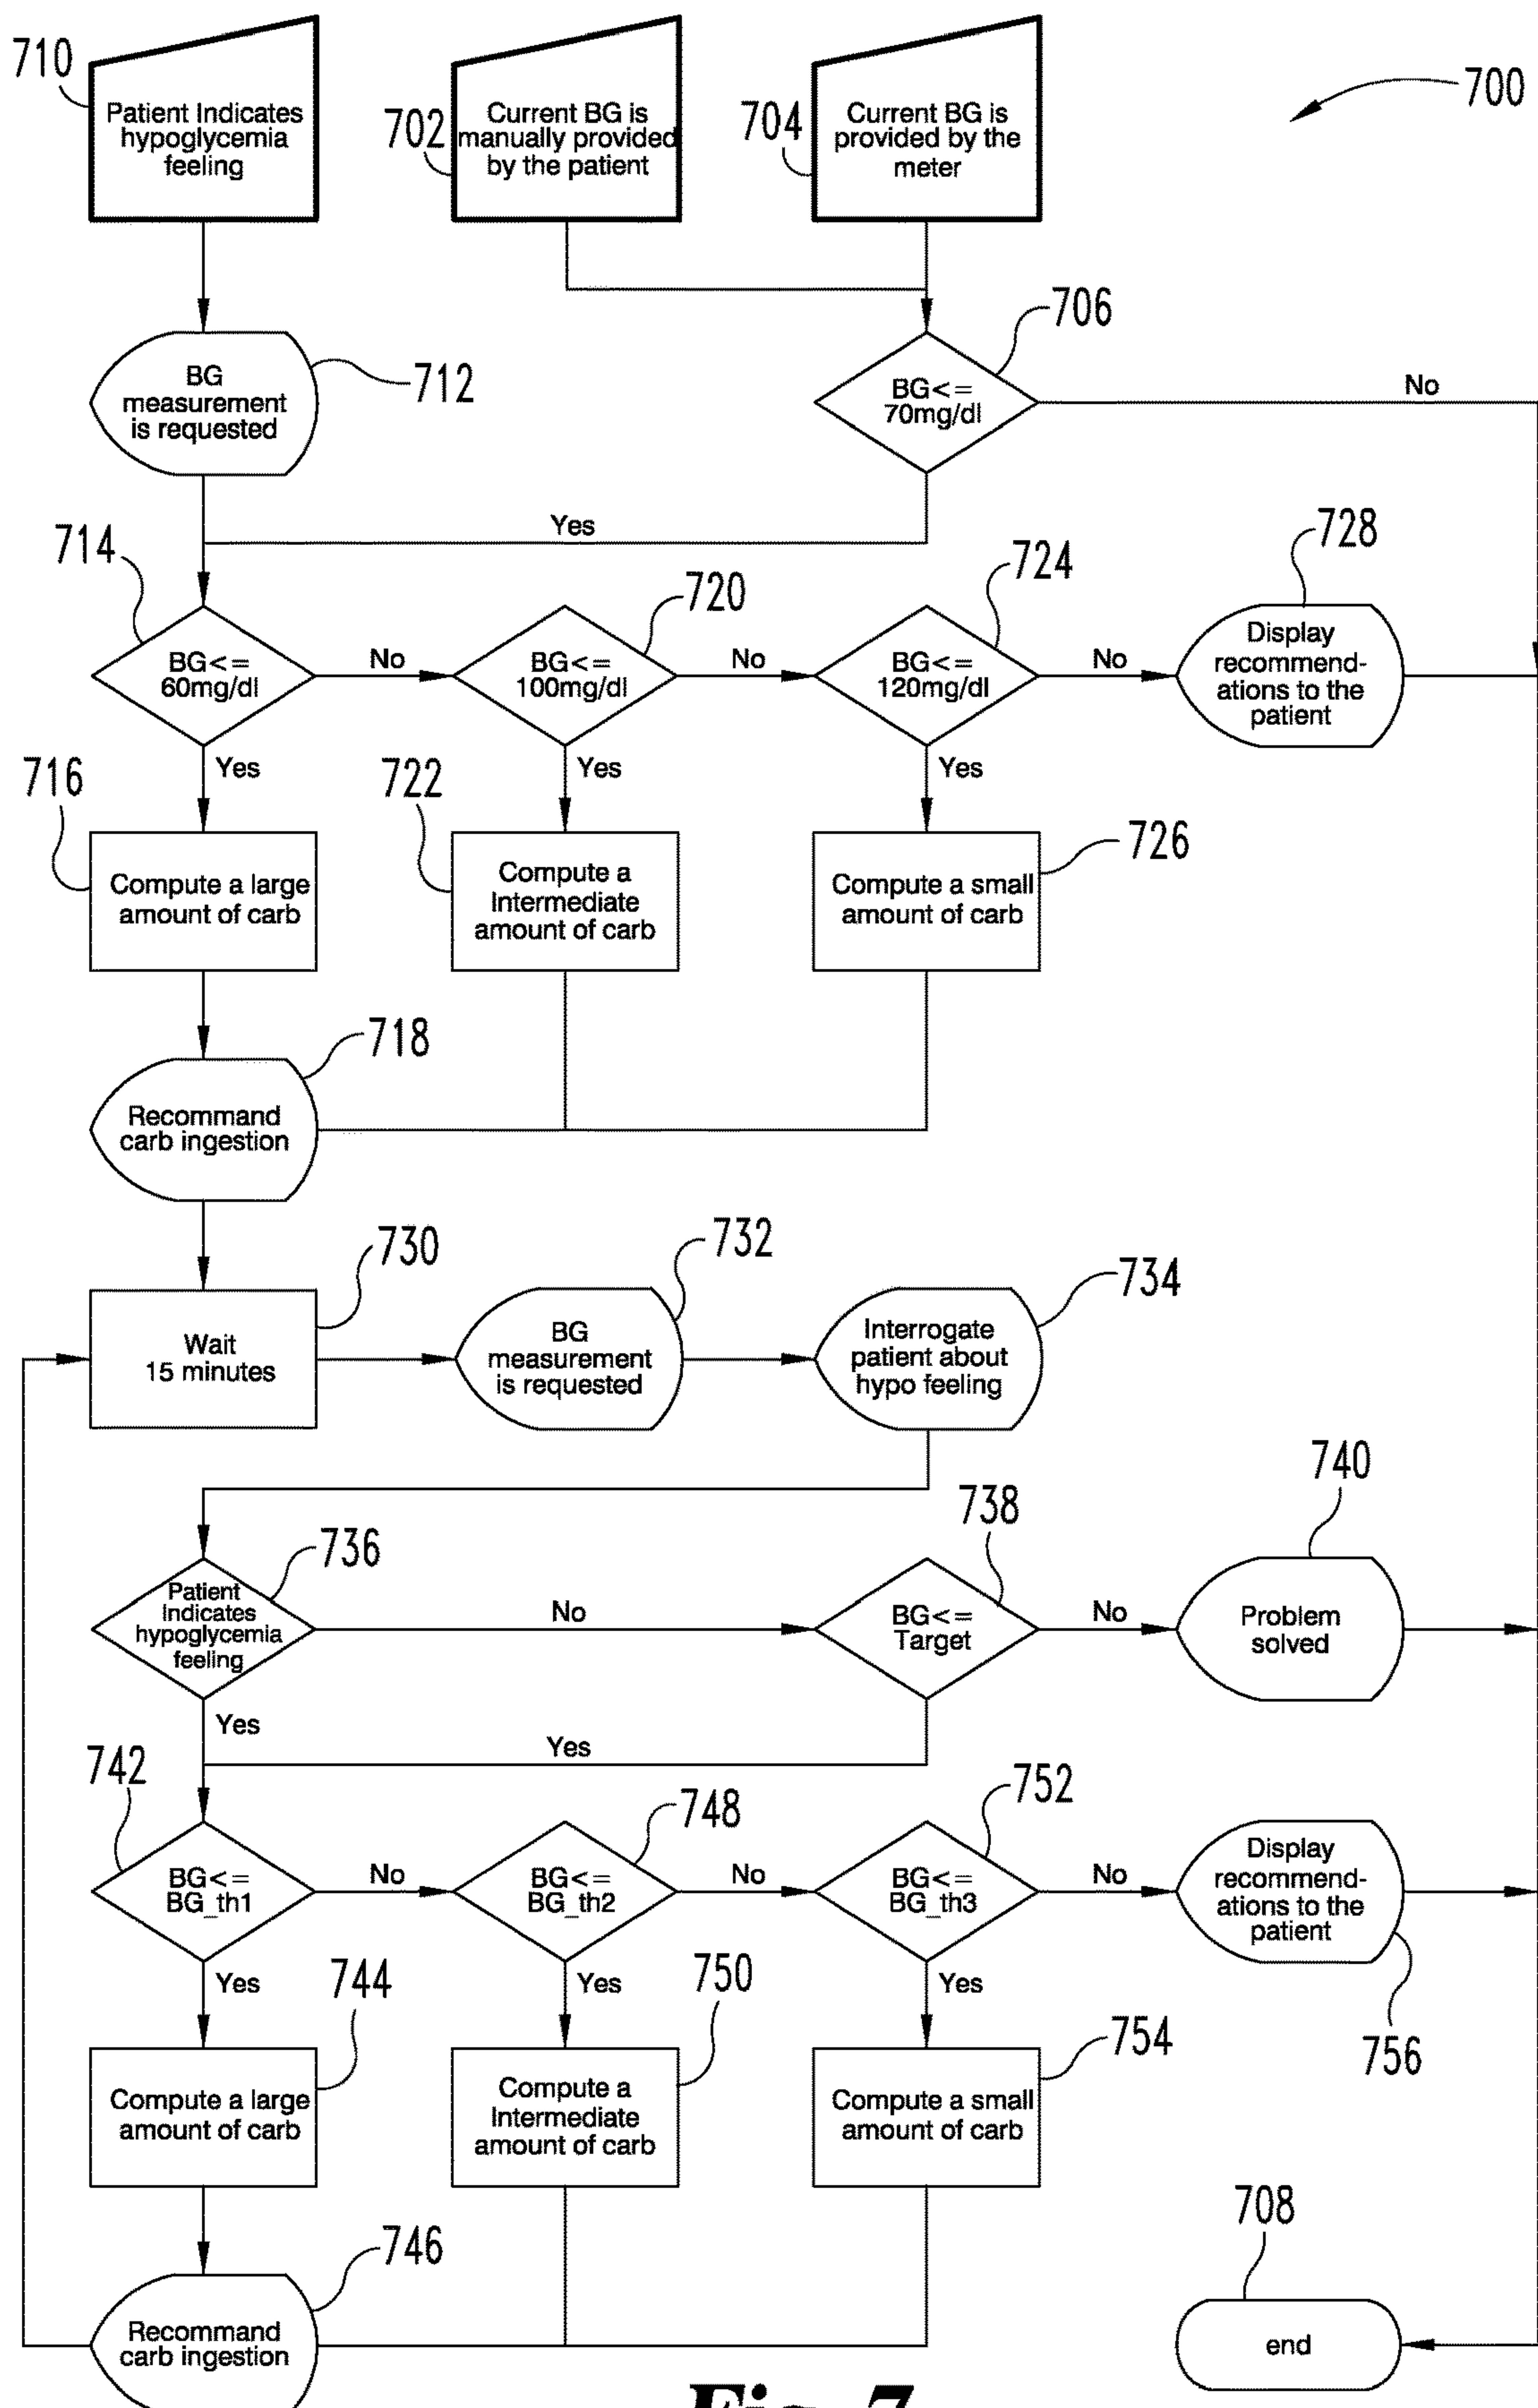 710
Patient Indicates
hypoglycemia
feeling
702
Current BG is
manually provided
by the patient
704
Current BG is
provided by the
meter
700
706
BG<=
70mg/dl
No
BG
measurement
is requested
712
Yes
714
BG<=
60mg/dl
No
720
BG<=
100mg/dl
No
724
BG<=
120mg/dl
No
728
Display
recommend-
ations to the
patient
Yes
Yes
Yes
716
Compute a large
amount of carb
722
Compute a
Intermediate
amount of carb
726
Compute a small
amount of carb
718
Recommand
carb ingestion
730
Wait
15 minutes
732
BG
measurement
is requested
734
Interrogate
patient about
hypo feeling
736
Patient
Indicates
hypoglycemia
feeling
No
738
BG<=
Target
No
740
Problem
solved
Yes
Yes
742
BG<=
BG_th1
No
748
BG<=
BG_th2
No
752
BG<=
BG_th3
No
Display
recommend-
ations to the
patient
756
Yes
Yes
Yes
744
Compute a large
amount of carb
750
Compute a
Intermediate
amount of carb
754
Compute a small
amount of carb
746
Recommand
carb ingestion
708
end